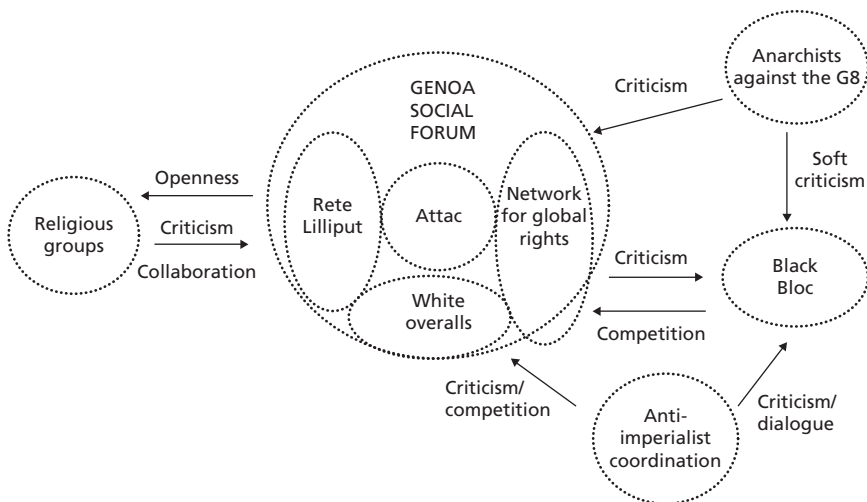 Anarchists
against the G8
Criticism
Soft
criticism
GENOA
SOCIAL
FORUM
Rete
Lilliput
Attac
Network
for global
rights
White
overalls
Openness
Religious
groups
Criticism
Collaboration
Criticism
Competition
Black
Bloc
Criticism/
competition
Anti-
imperialist
coordination
Criticism/
dialogue